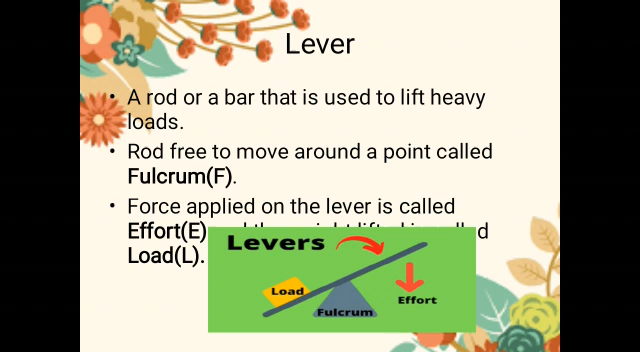 Lever
• A rod or a bar that is used to lift heavy
loads.
• Rod free to move around a point called
Fulcrum(F).
• Force applied on the lever is called
Effort(E)
Load(L).
Levers
Load
Fulcrum
Effort